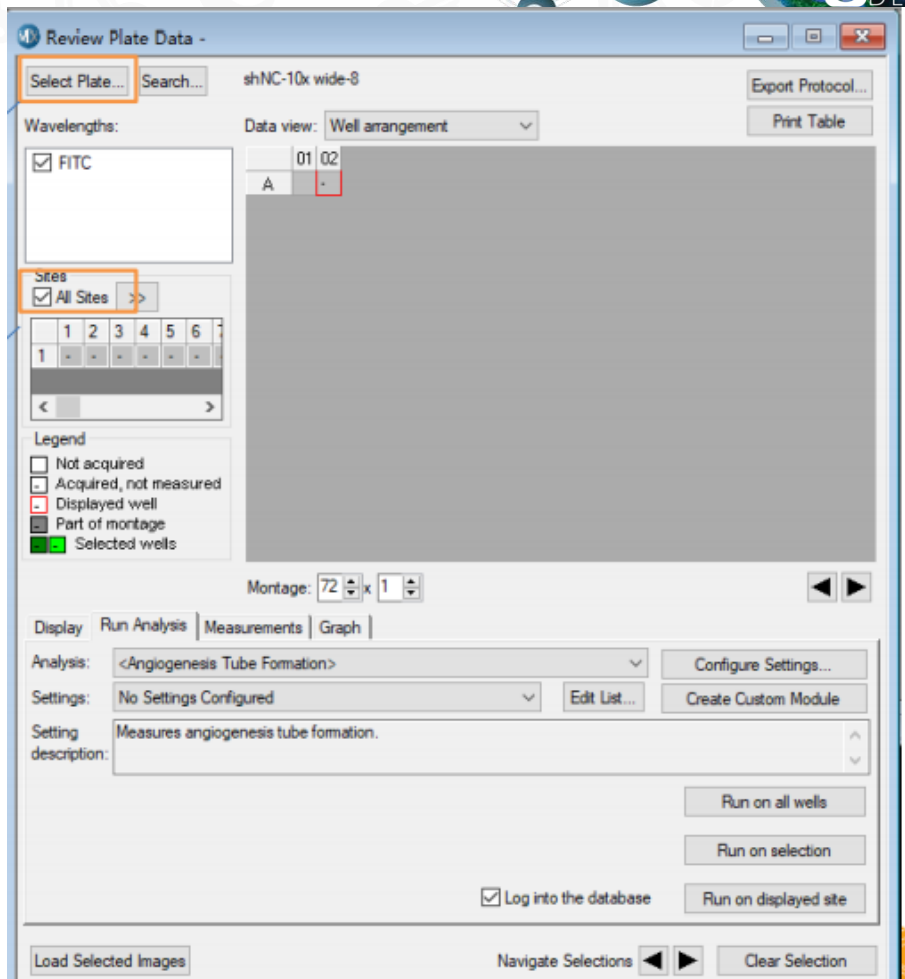 Review Plate Data -
Select Plate... Search... shNC-10x wide-8 Export Protocol...
Wavelengths: Data view: Well arrangement Print Table
FITC
01 02
A -
Sites
All Sites >>
1 2 3 4 5 6
1 - - - - - -
< >
Legend
Not acquired
Acquired, not measured
Displayed well
Part of montage
Selected wells
Montage: 72 x 1
Display Run Analysis Measurements Graph
Analysis: <Angiogenesis Tube Formation> Configure Settings...
Settings: No Settings Configured Edit List... Create Custom Module
Setting description: Measures angiogenesis tube formation.
Run on all wells
Run on selection
Log into the database Run on displayed site
Load Selected Images Navigate Selections Clear Selection